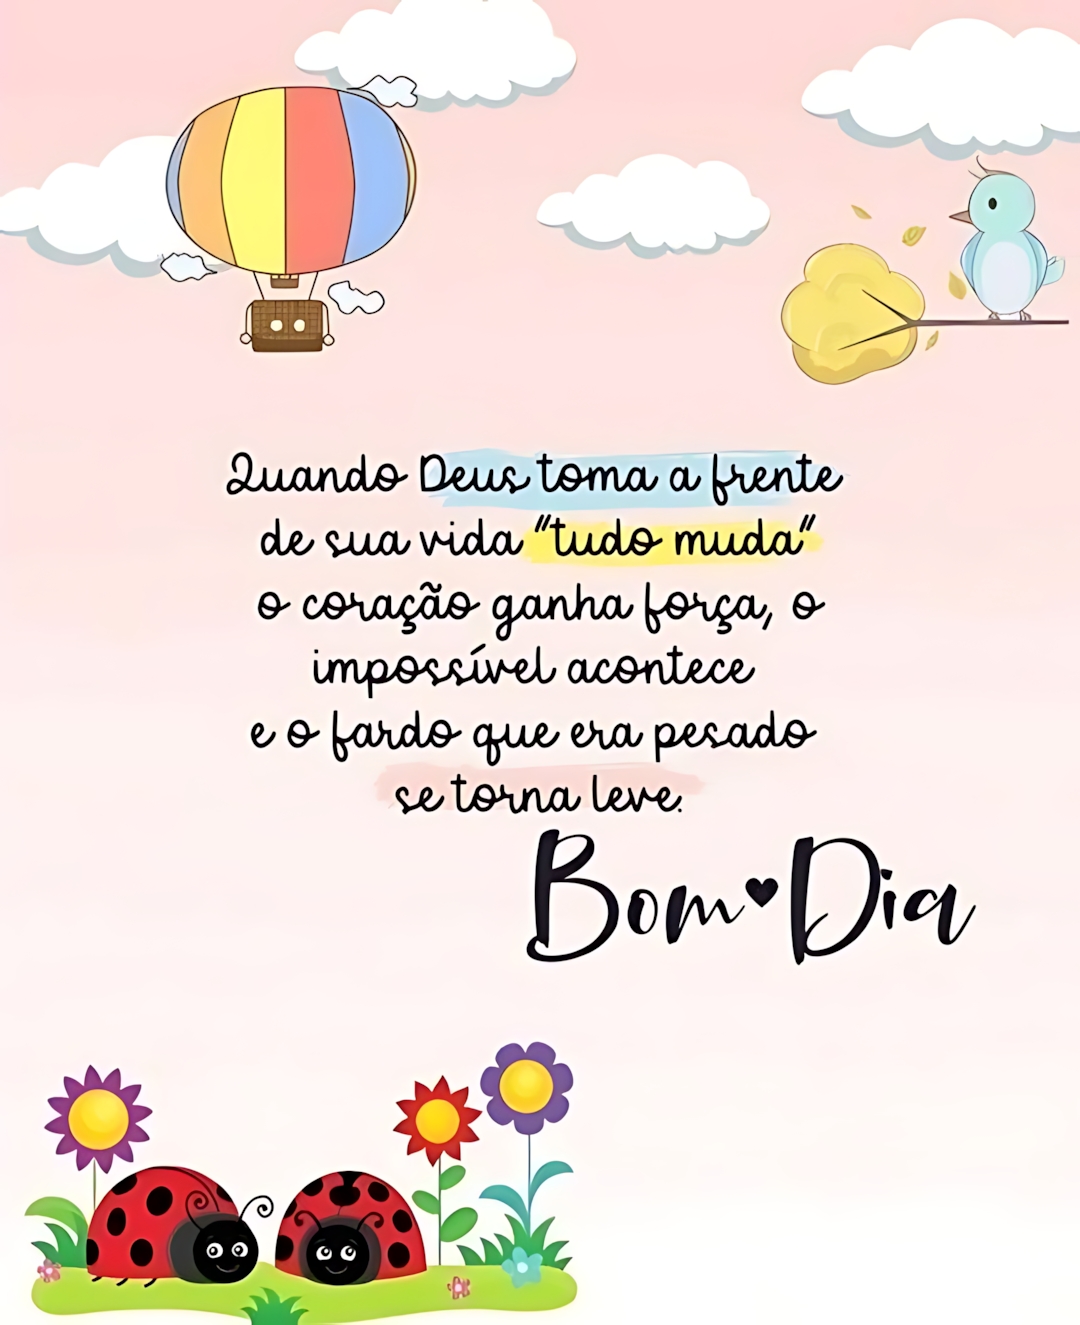 Quando Deus toma a frente
de sua vida "tudo muda"
o coração ganha força, o
impossível acontece
e o fardo que era pesado
se torna leve.
Bom♥Dia